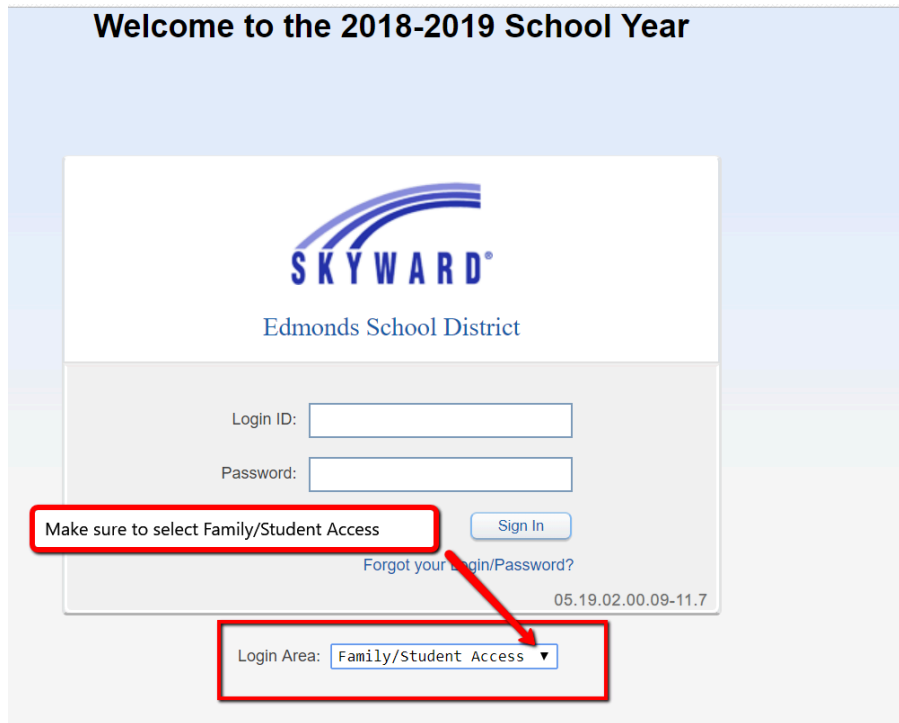 Welcome to the 2018-2019 School Year
SKYWARD®
Edmonds School District
Login ID:
Password:
Make sure to select Family/Student Access
Sign In
Forgot your Login/Password?
05.19.02.00.09-11.7
Login Area: Family/Student Access ▼